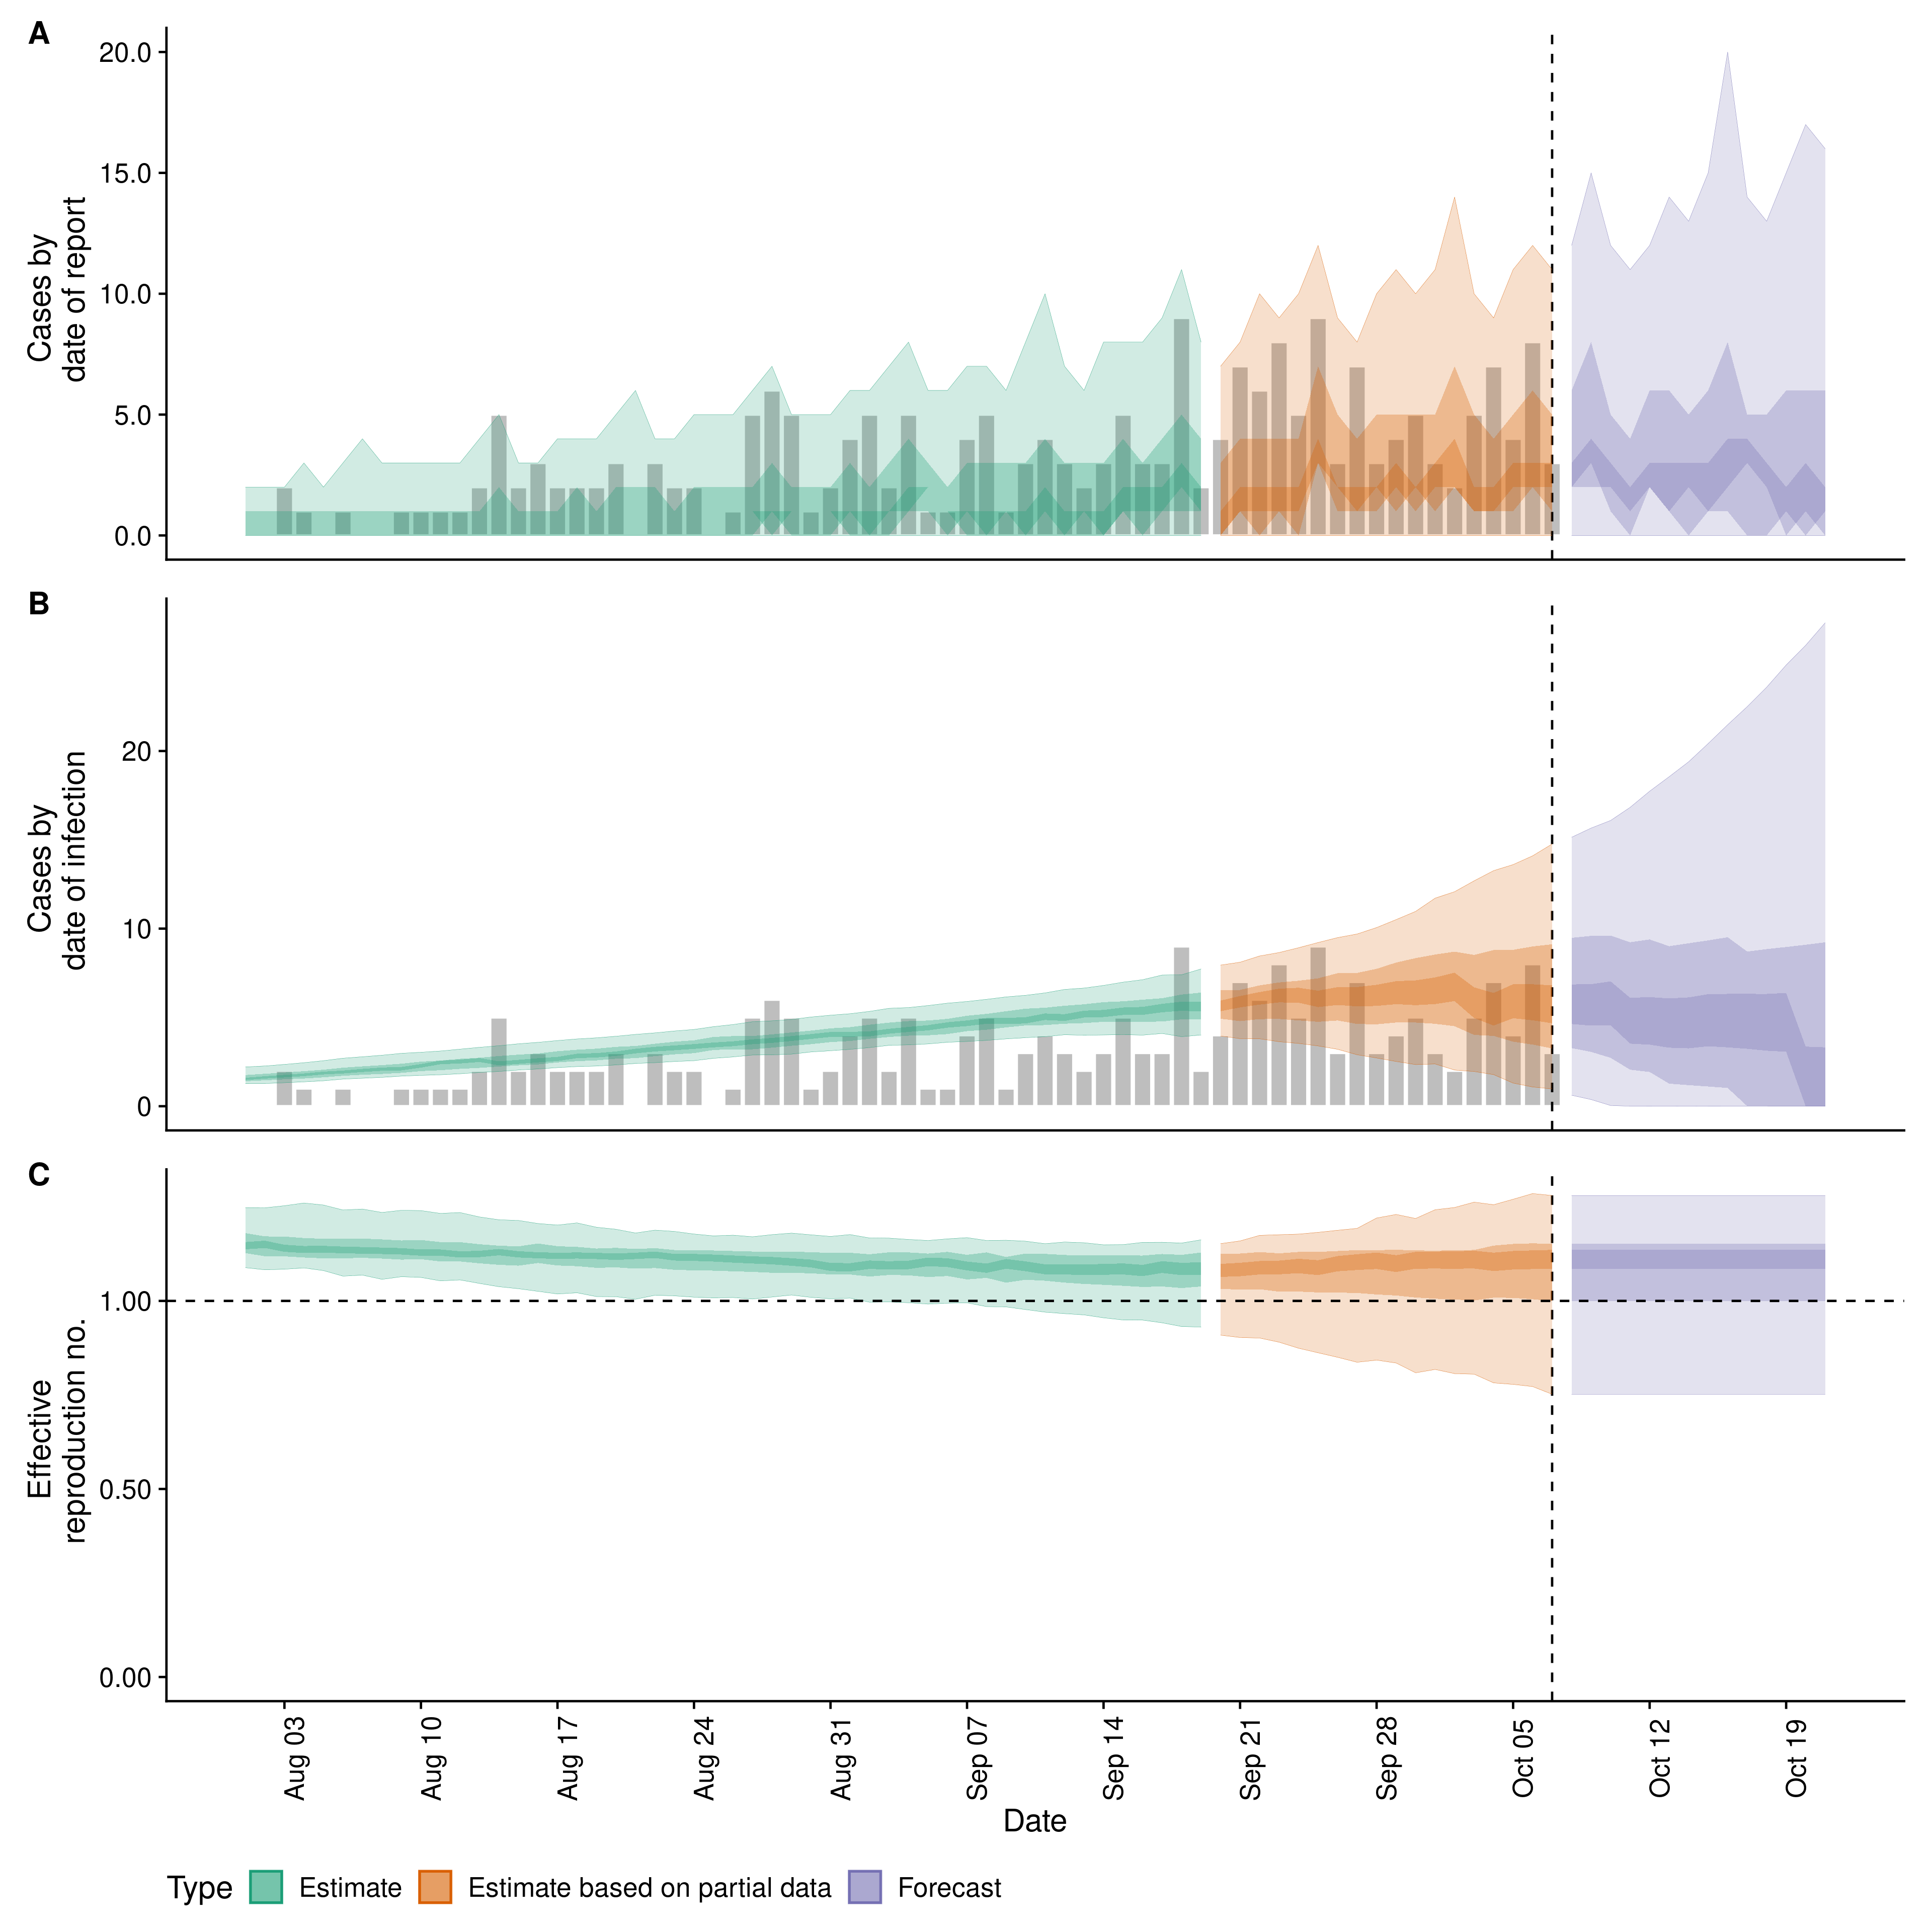 A
20.0
15.0
10.0
5.0
0.0
Cases by
date of report
B
20
10
0
Cases by
date of infection
C
1.00
0.50
0.00
Effective
reproduction no.
Aug 03
Aug 10
Aug 17
Aug 24
Aug 31
Sep 07
Sep 14
Sep 21
Sep 28
Oct 05
Oct 12
Oct 19
Date
Type Estimate Estimate based on partial data Forecast